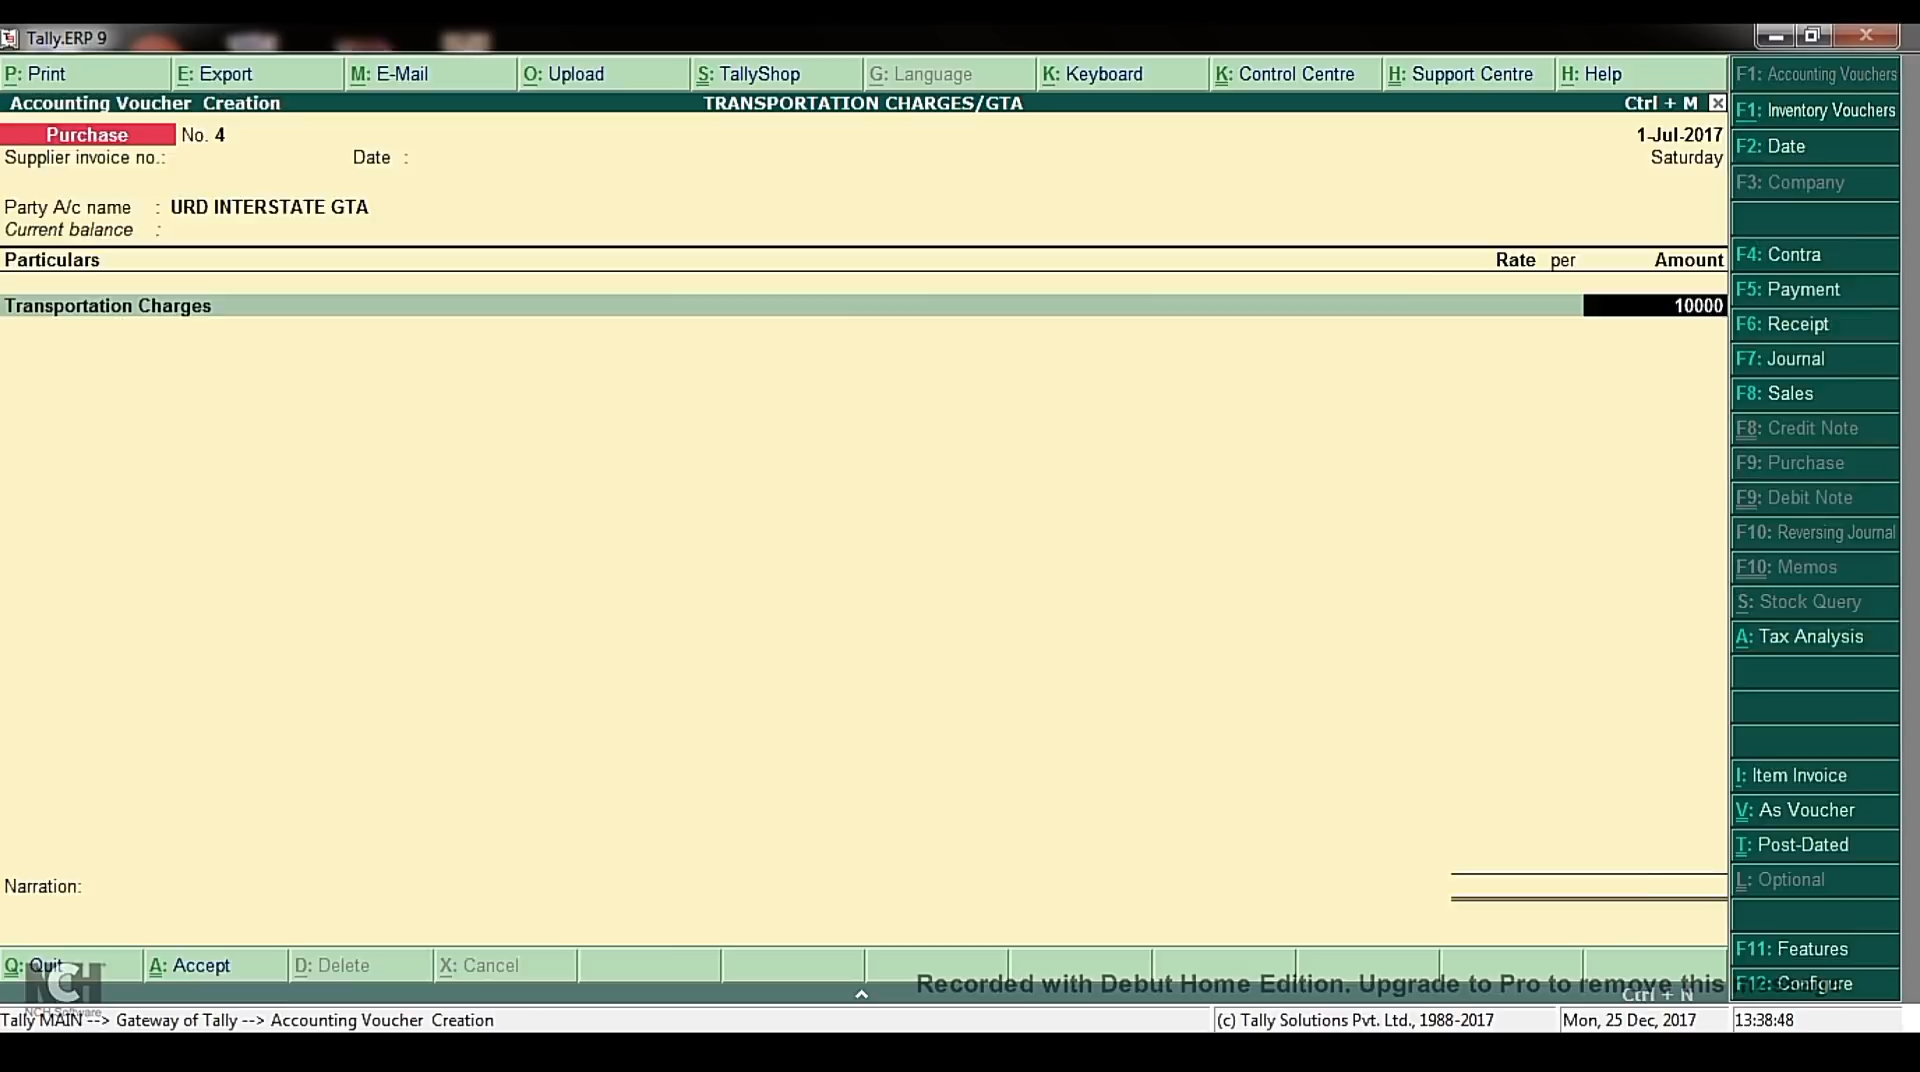 Tally.ERP 9
P: Print E: Export M: E-Mail O: Upload S: TallyShop G: Language K: Keyboard K: Control Centre H: Support Centre H: Help
Accounting Voucher Creation TRANSPORTATION CHARGES/GTA Ctrl + M
Purchase No. 4 1-Jul-2017
Supplier invoice no.: Date : Saturday
Party A/c name : URD INTERSTATE GTA
Current balance :
Particulars Rate per Amount
Transportation Charges 10000
Narration:
F1: Accounting Vouchers
F1: Inventory Vouchers
F2: Date
F3: Company
F4: Contra
F5: Payment
F6: Receipt
F7: Journal
F8: Sales
F8: Credit Note
F9: Purchase
F9: Debit Note
F10: Reversing Journal
F10: Memos
S: Stock Query
A: Tax Analysis
I: Item Invoice
V: As Voucher
T: Post-Dated
L: Optional
F11: Features
F12: Configure
Q: Quit A: Accept D: Delete X: Cancel
NCH
NCH Software
Recorded with Debut Home Edition. Upgrade to Pro to remove this
Ctrl + N
Tally MAIN --> Gateway of Tally --> Accounting Voucher Creation (c) Tally Solutions Pvt. Ltd., 1988-2017 Mon, 25 Dec, 2017 13:38:48